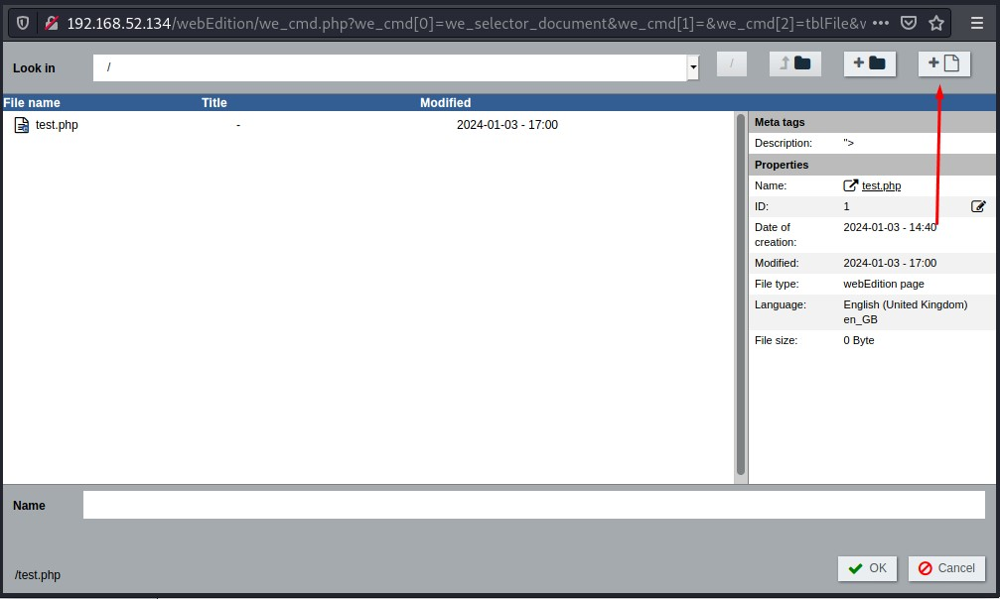 192.168.52.134/webEdition/we_cmd.php?we_cmd[0]=we_selector_document&we_cmd[1]=&we_cmd[2]=tblFile&
Look in / /
File name Title Modified
test.php - 2024-01-03 - 17:00
Meta tags
Description: ">
Properties
Name: test.php
ID: 1
Date of creation: 2024-01-03 - 14:40
Modified: 2024-01-03 - 17:00
File type: webEdition page
Language: English (United Kingdom) en_GB
File size: 0 Byte
Name
/test.php OK Cancel